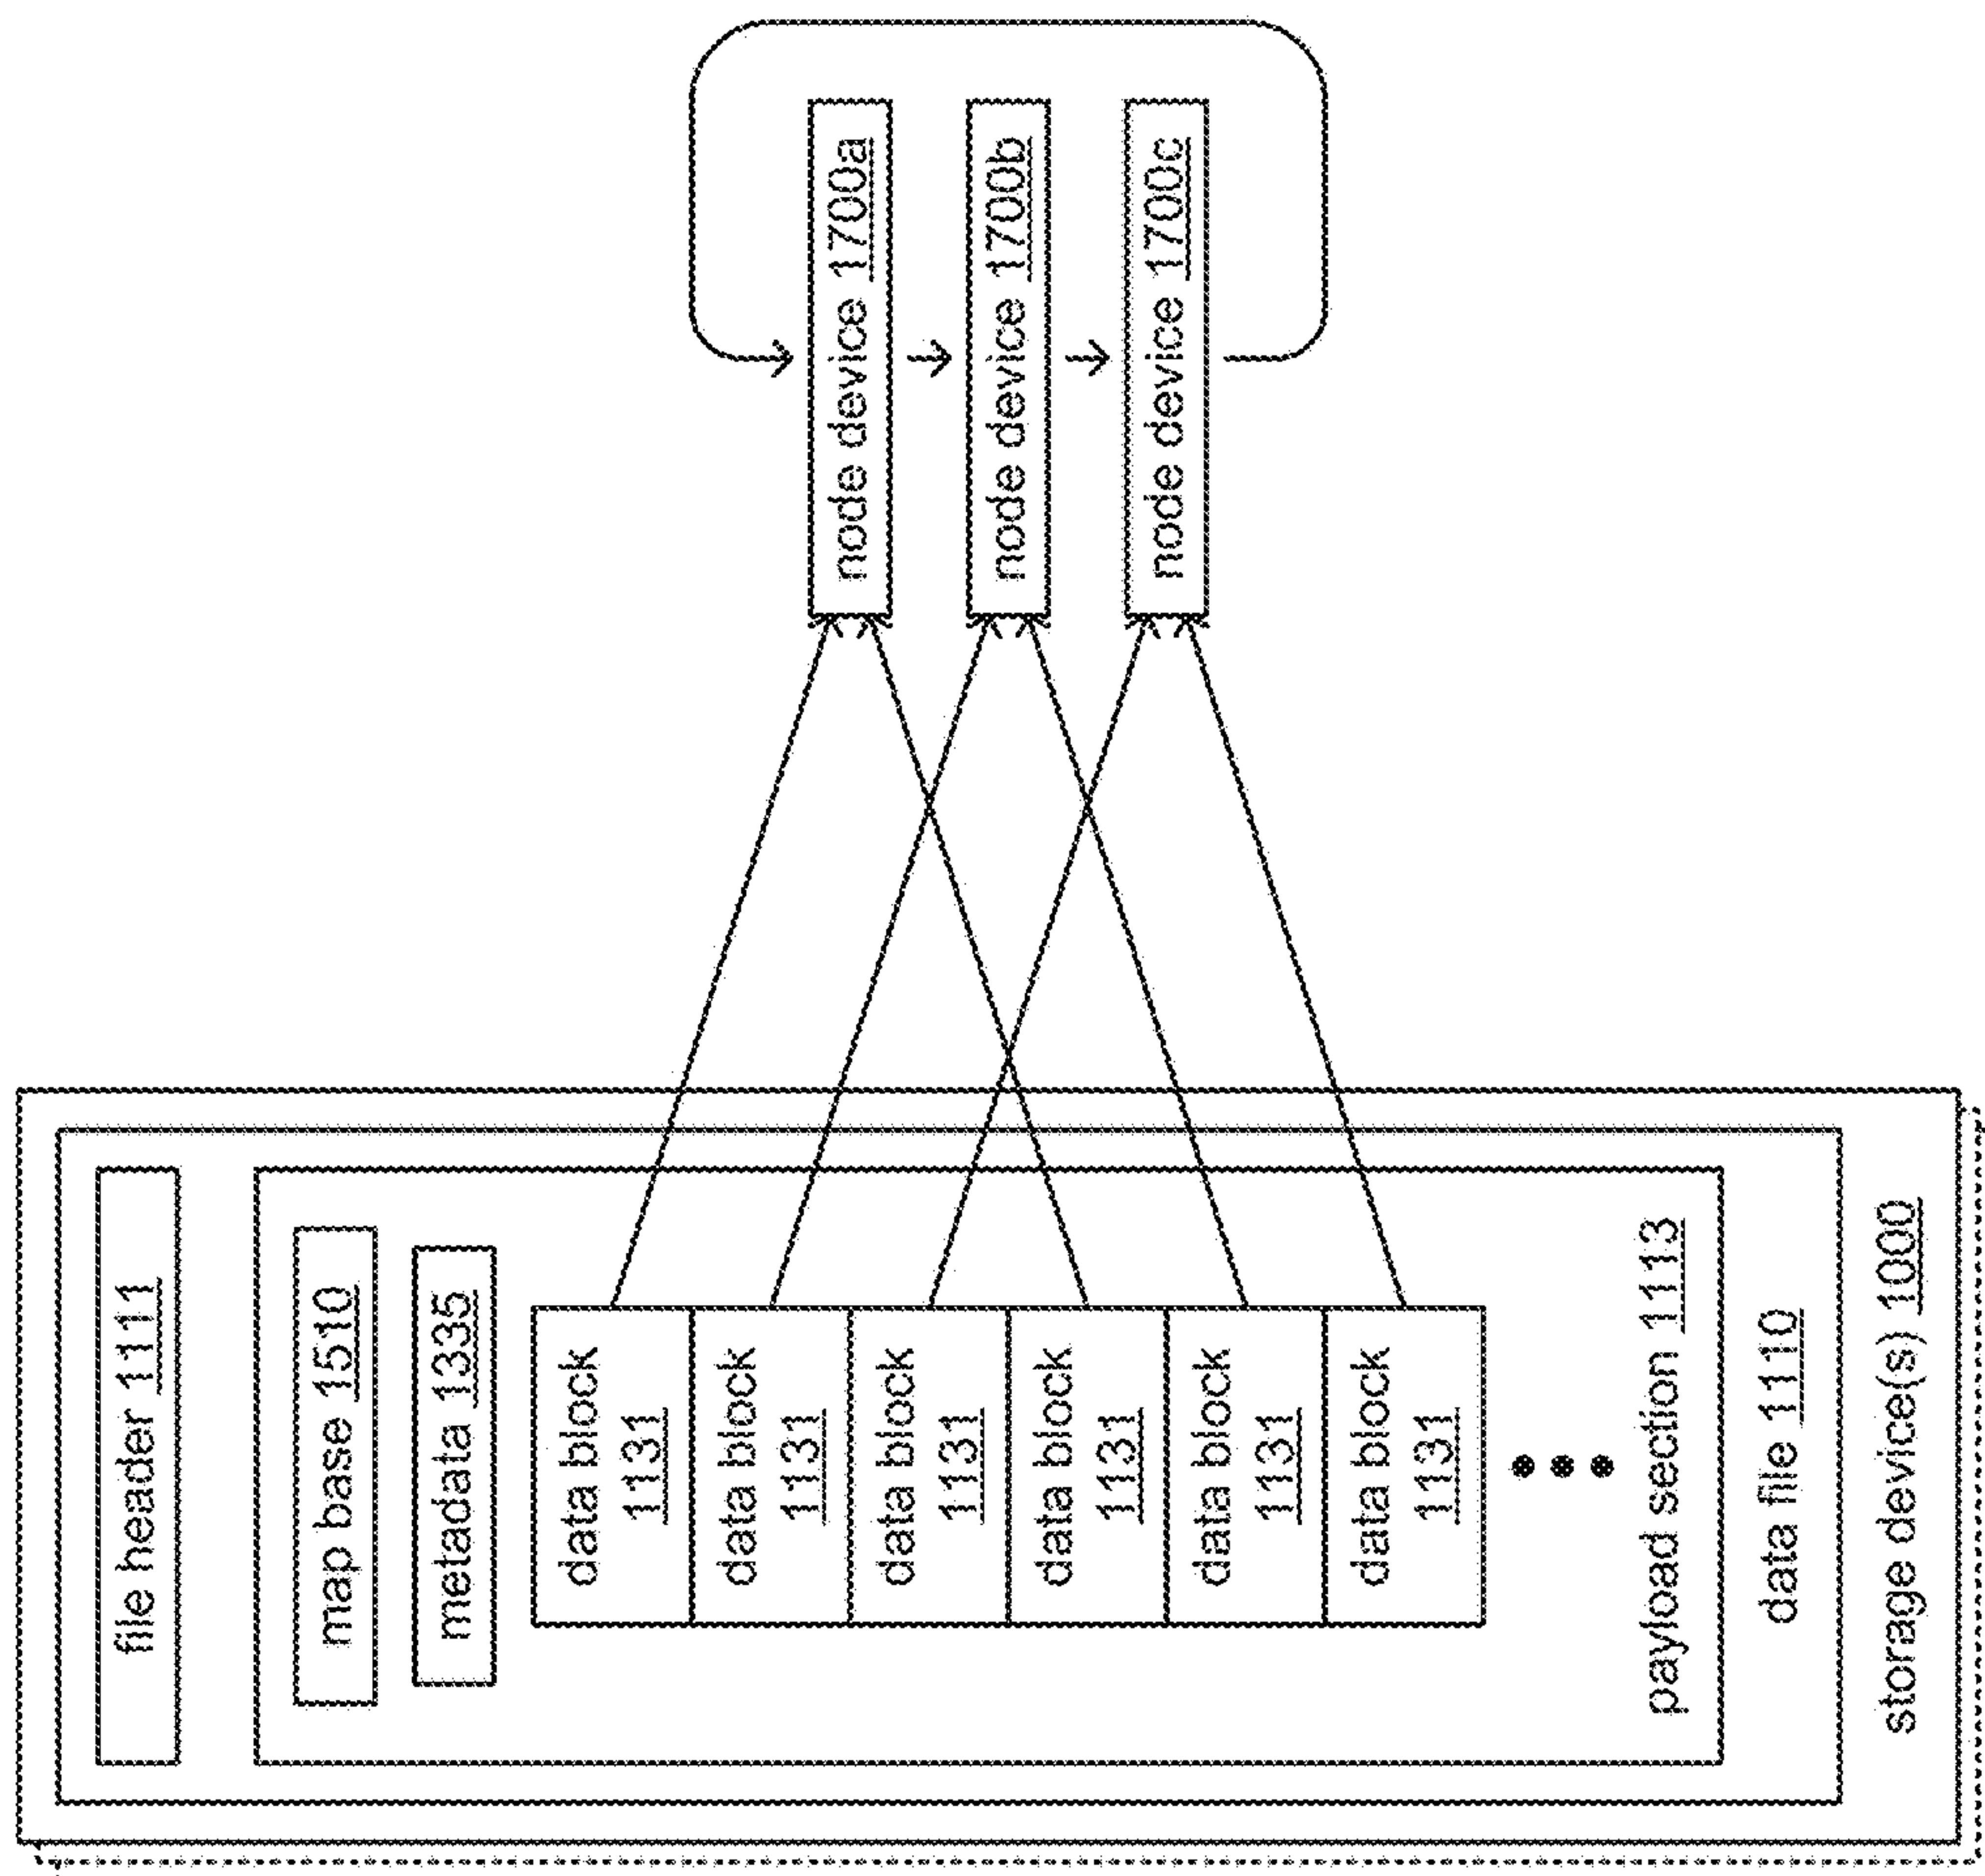 file header 1111
map base 1510
metadata 1335
data block
1131
data block
1131
data block
1131
data block
1131
data block
1131
data block
1131
payload section 1113
data file 1110
storage device(s) 1000
node device 1700a
node device 1700b
node device 1700c